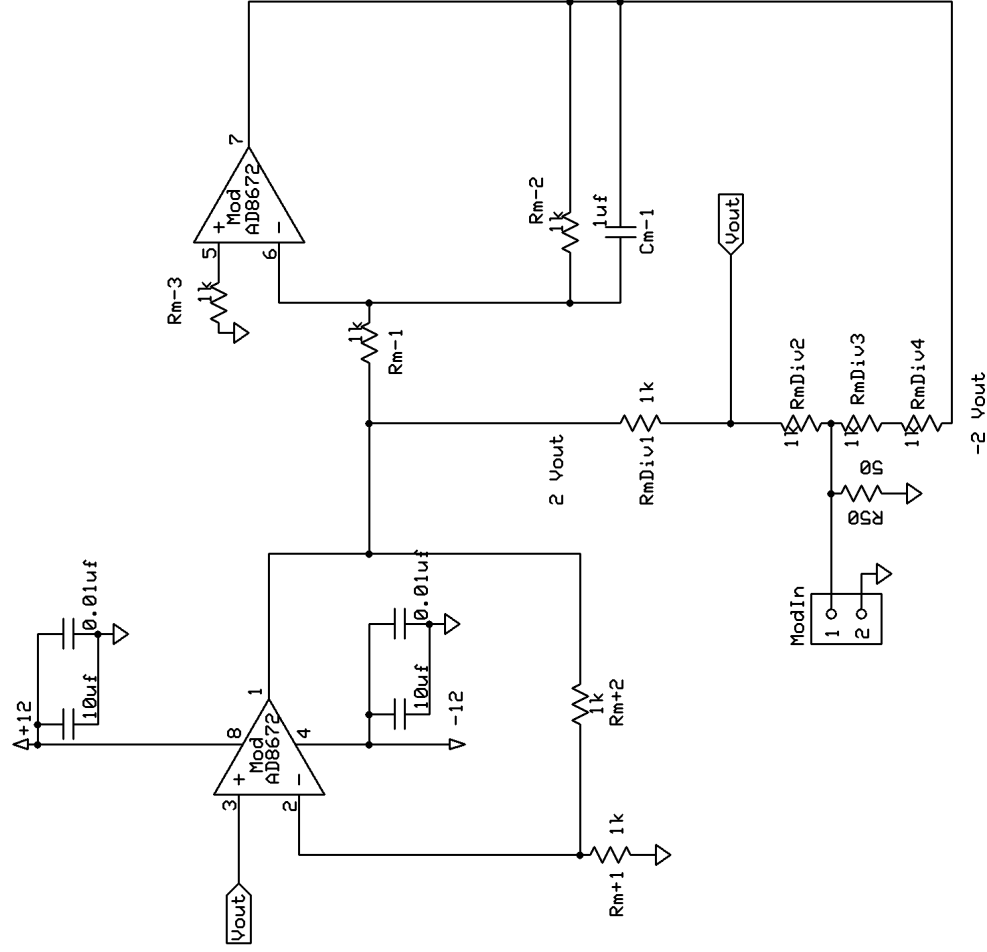 7
Mod
AD8672
+
-
5
6
1k
Rm-3
Rm-2
1k
1uf
Cm-1
Vout
1k
Rm-1
RmDiv2
RmDiv3
RmDiv4
1k
1k
1k
1k
RmDiv1
2 Vout
-2 Vout
50
R50
ModIn
1
2
+12
0.01uf
10uf
0.01uf
10uf
-12
1
8
4
Mod
AD8672
+
-
3
2
1k
Rm+2
1k
Rm+1
Vout